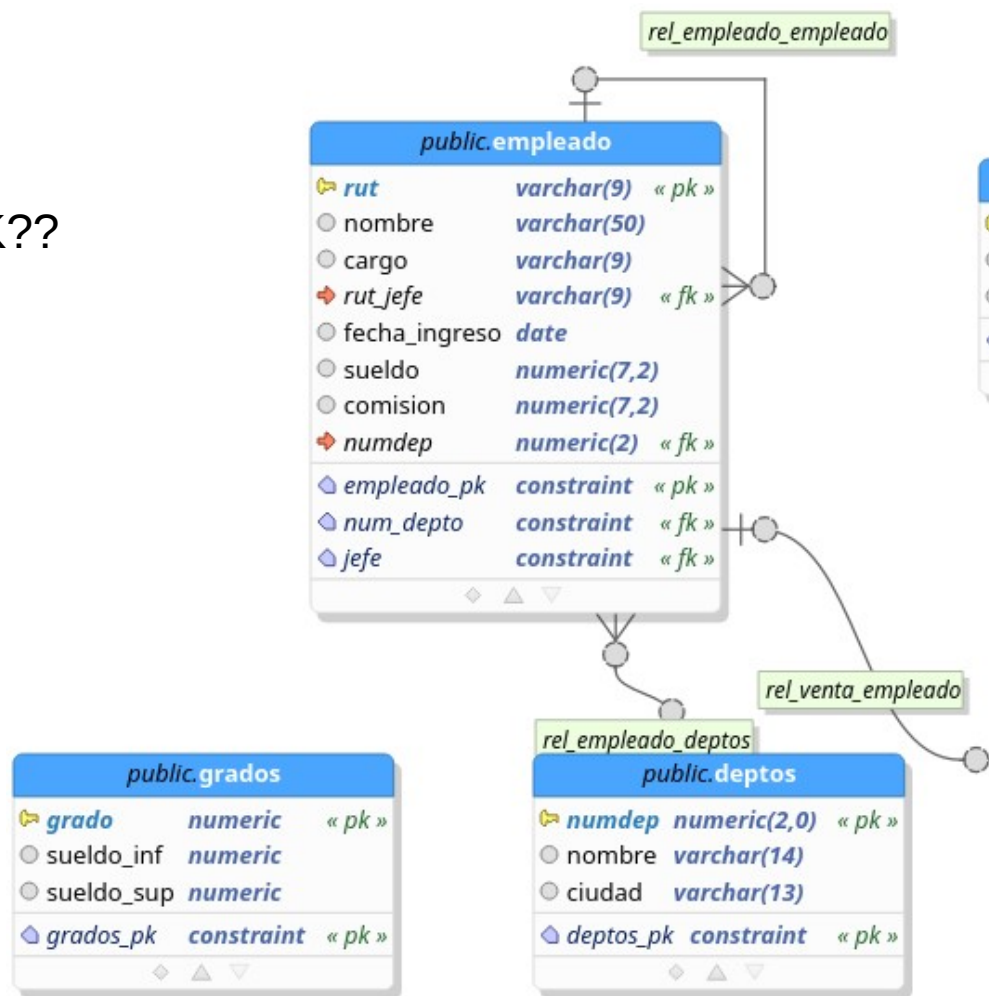 rel_empleado_empleado
public.empleado
rut varchar(9) « pk »
nombre varchar(50)
cargo varchar(9)
rut_jefe varchar(9) « fk »
fecha_ingreso date
sueldo numeric(7,2)
comision numeric(7,2)
numdep numeric(2) « fk »
empleado_pk constraint « pk »
num_depto constraint « fk »
jefe constraint « fk »
??
rel_venta_empleado
rel_empleado_deptos
public.grados
grado numeric « pk »
sueldo_inf numeric
sueldo_sup numeric
grados_pk constraint « pk »
public.deptos
numdep numeric(2,0) « pk »
nombre varchar(14)
ciudad varchar(13)
deptos_pk constraint « pk »